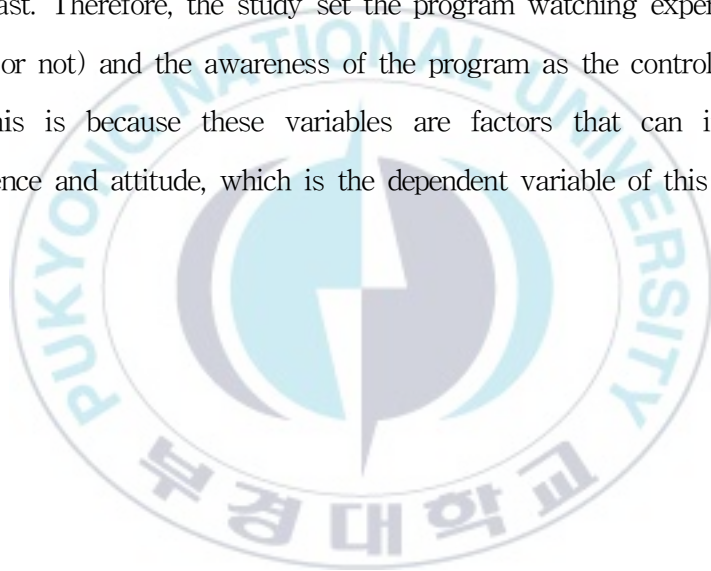 ast. Therefore, the study set the program watching exper
or not) and the awareness of the program as the control
is is because these variables are factors that can i
ence and attitude, which is the dependent variable of this
PUKYONG NATIONAL UNIVERSITY
부경대학교